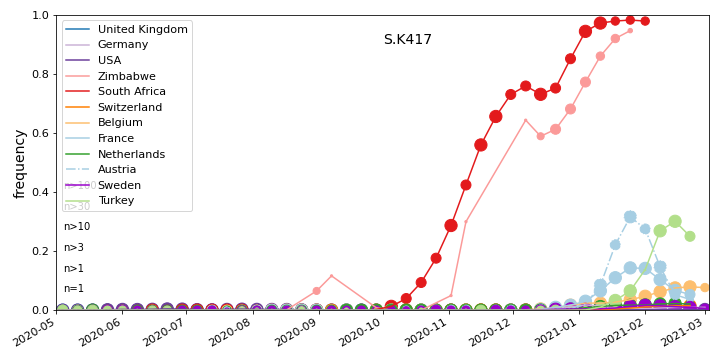 S.K417
frequency
1.0
0.8
0.6
0.4
0.2
0.0
United Kingdom
Germany
USA
Zimbabwe
South Africa
Switzerland
Belgium
France
Netherlands
Austria
Sweden
Turkey
n>100
n>30
n>10
n>3
n>1
n=1
2020-05
2020-06
2020-07
2020-08
2020-09
2020-10
2020-11
2020-12
2021-01
2021-02
2021-03